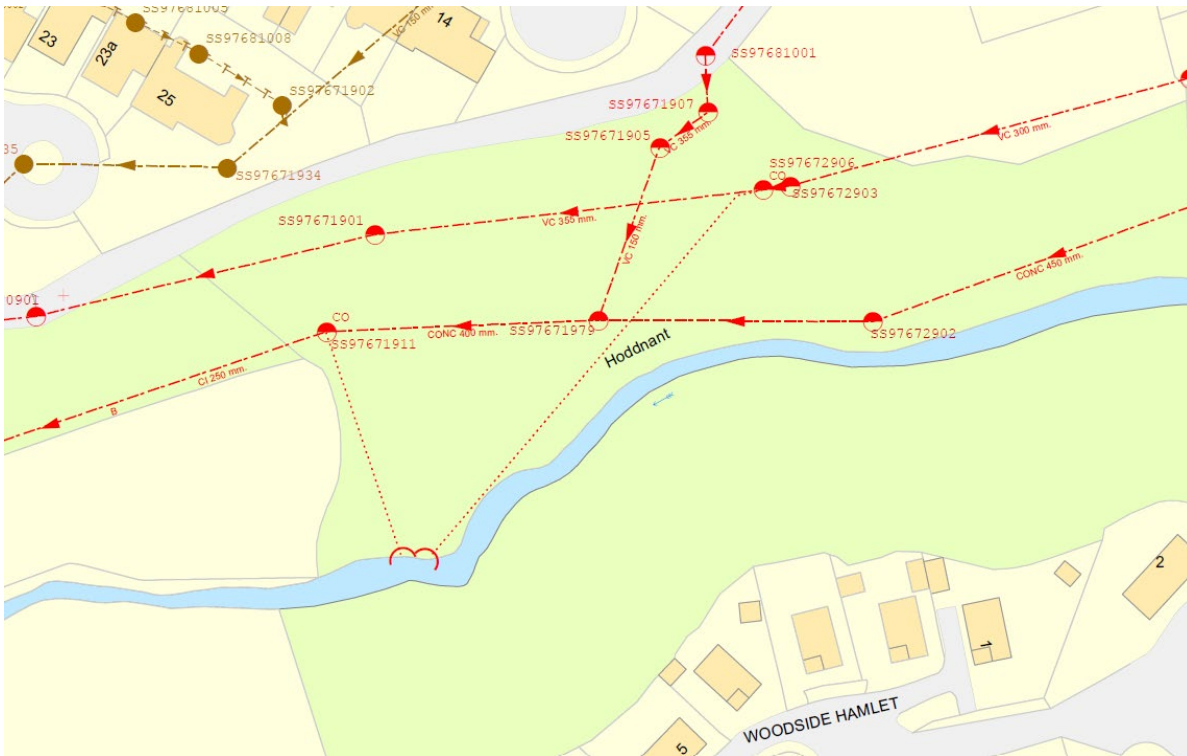 SS97681005
14
VC 150 mm.
23
23a
SS97681008
SS97681001
25
SS97671902
SS97671907
35
SS97671905
VC 355 mm.
VC 300 mm.
SS97671934
SS97672906
CO
SS97672903
SS97671901
VC 355 mm.
VC 150 mm.
CONC 450 mm.
0901
CO
SS97671979
SS97672902
CONC 400 mm.
SS97671911
Hoddnant
CI 250 mm.
B
2
1
WOODSIDE HAMLET
5